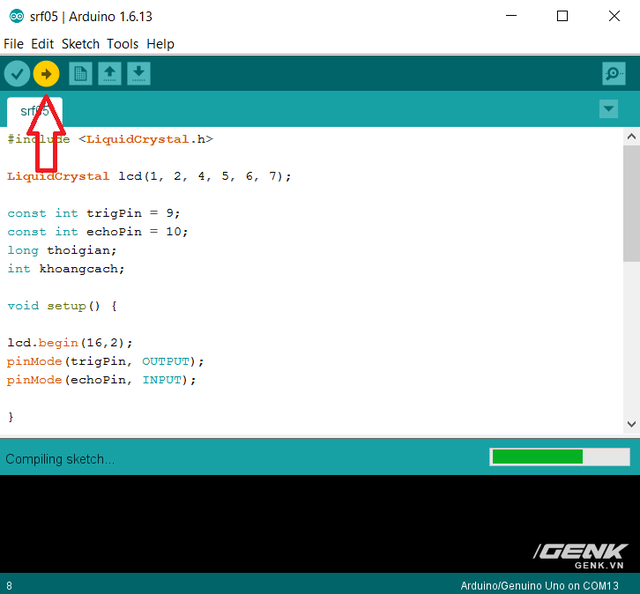 srf05 | Arduino 1.6.13
File Edit Sketch Tools Help
srf05
#include <LiquidCrystal.h>
LiquidCrystal lcd(1, 2, 4, 5, 6, 7);
const int trigPin = 9;
const int echoPin = 10;
long thoigian;
int khoangcach;
void setup() {
lcd.begin(16,2);
pinMode(trigPin, OUTPUT);
pinMode(echoPin, INPUT);
}
Compiling sketch...
GENK
GENK.VN
8 Arduino/Genuino Uno on COM13